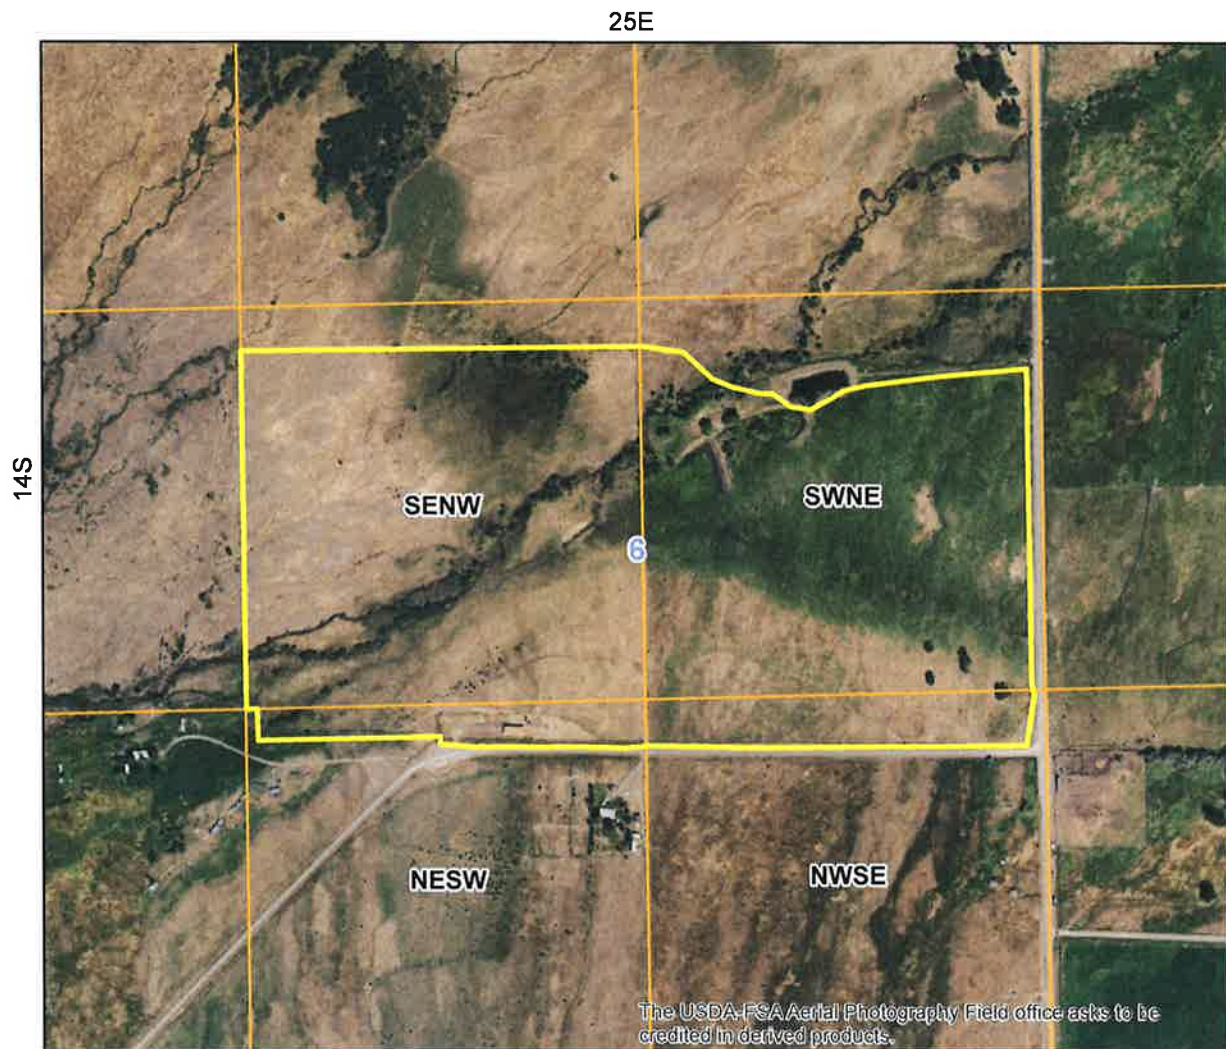 25E
14S
SENW
SWNE
6
NESW
NWSE
The USDA-FSA Aerial Photography Field office asks to be
credited in derived products.